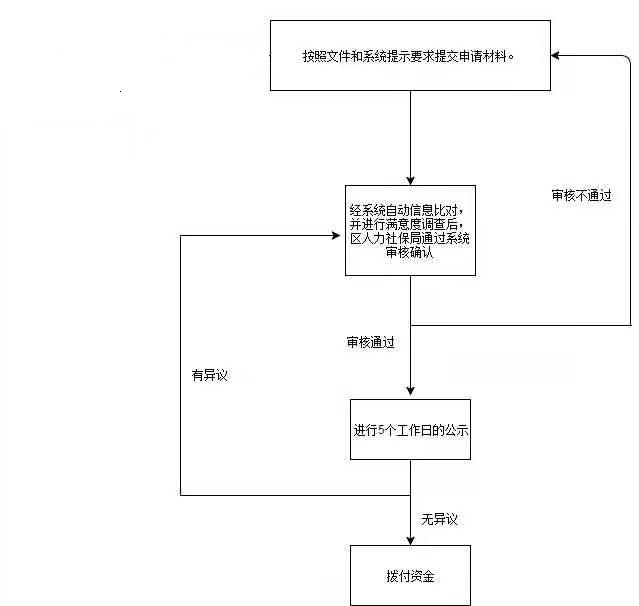 按照文件和系统提示要求提交申请材料。
审核不通过
经系统自动信息比对，
并进行满意度调查后，
区人力社保局通过系统
审核确认
审核通过
有异议
进行5个工作日的公示
无异议
拨付资金